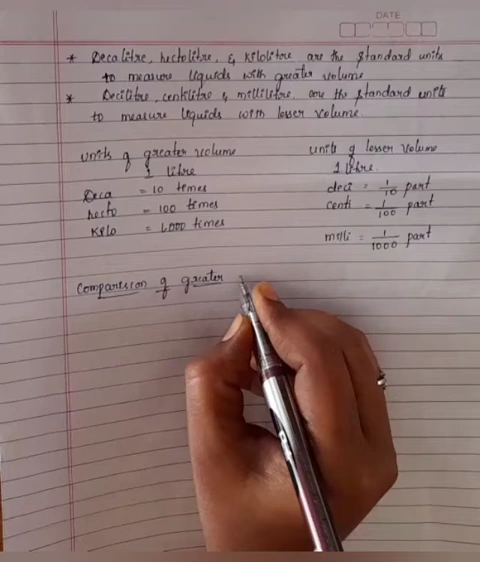 DATE
* Decalitre, hectolitre, & kilolitre are the standard units
to measure liquids with greater volume
* Decilitre, centilitre & millilitre, are the standard units
to measure liquids with lesser volume.
units of greater volume
1 litre
Deca = 10 times
hecto = 100 times
Kilo = 1,000 times
units of lesser volume
1 litre.
deci = 1/10 part
centi = 1/100 part
milli = 1/1000 part
Comparission of greater